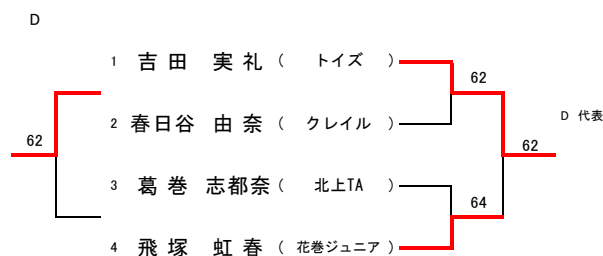 D
1 吉田 実礼 ( トイズ ) 62
2 春日谷 由奈 ( クレイル )
62 62 D 代表
3 葛巻 志都奈 ( 北上TA ) 64
4 飛塚 虹春 ( 花巻ジュニア )